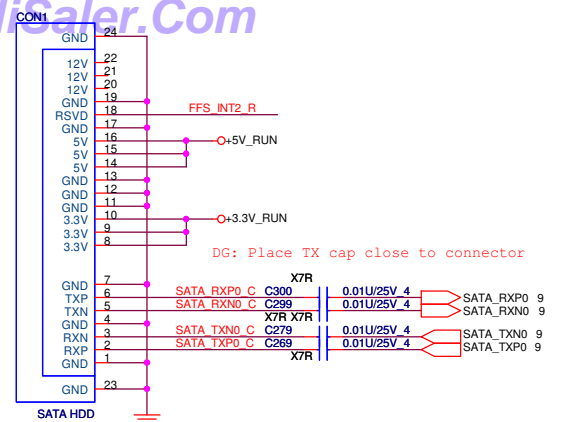 liSaler.Com
CON1
GND 24
12V 22
12V 21
12V 20
GND 19
RSVD 18 FFS_INT2_R
GND 17
5V 16 +5V_RUN
5V 15
5V 14
GND 13
GND 12
GND 11
3.3V 10 +3.3V_RUN
3.3V 9
3.3V 8
DG: Place TX cap close to connector
X7R
GND 7
TXP 6 SATA_RXP0_C C300 0.01U/25V_4 SATA_RXP0 9
TXN 5 SATA_RXN0_C C299 0.01U/25V_4 SATA_RXN0 9
GND 4 X7R X7R
RXN 3 SATA_TXN0_C C279 0.01U/25V_4 SATA_TXN0 9
RXP 2 SATA_TXP0_C C269 0.01U/25V_4 SATA_TXP0 9
GND 1 X7R
GND 23
SATA HDD